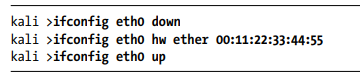 kali >ifconfig eth0 down
kali >ifconfig eth0 hw ether 00:11:22:33:44:55
kali >ifconfig eth0 up